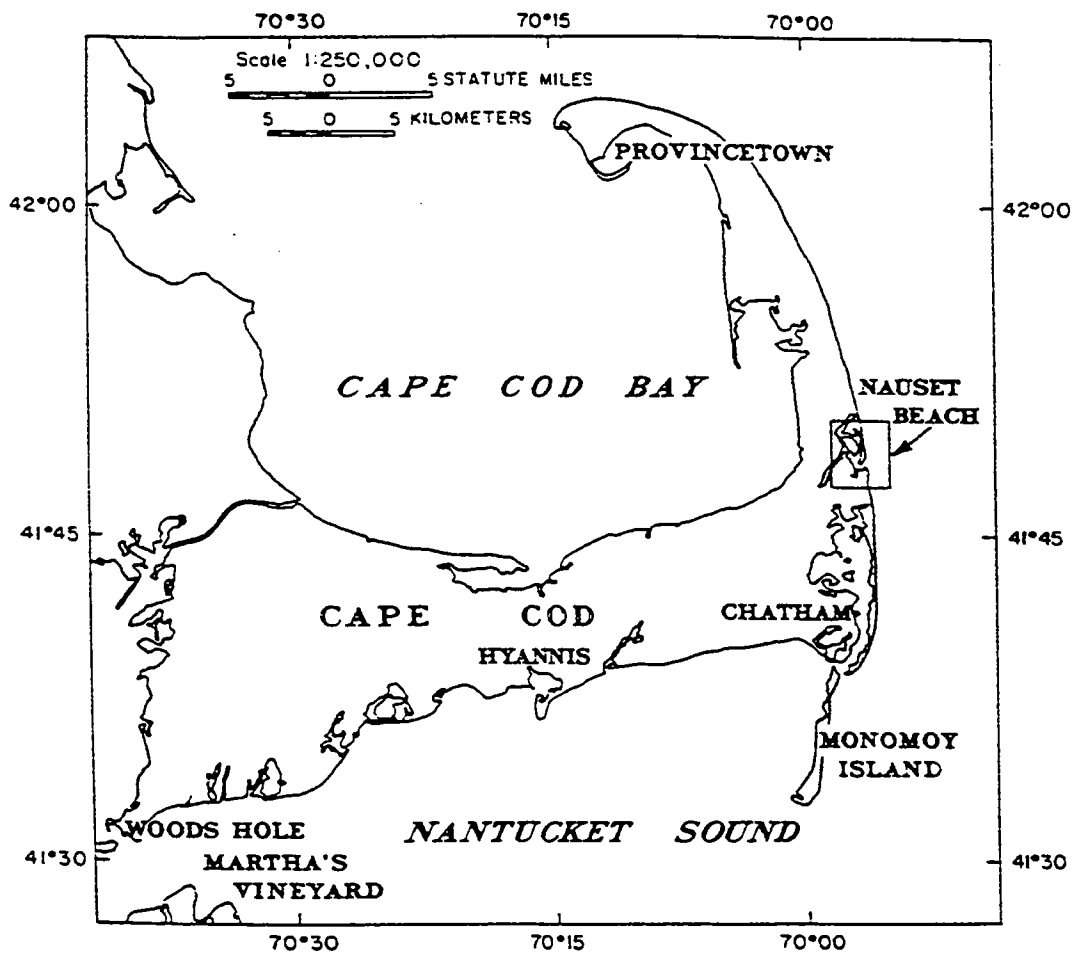 70°30 70°15 70°00
Scale 1:250,000
5 0 5 STATUTE MILES
5 0 5 KILOMETERS
PROVINCETOWN
42°00 42°00
CAPE COD BAY
NAUSET
BEACH
41°45 41°45
CAPE COD
CHATHAM
HYANNIS
MONOMOY
ISLAND
WOODS HOLE
NANTUCKET SOUND
41°30 41°30
MARTHA'S
VINEYARD
70°30 70°15 70°00